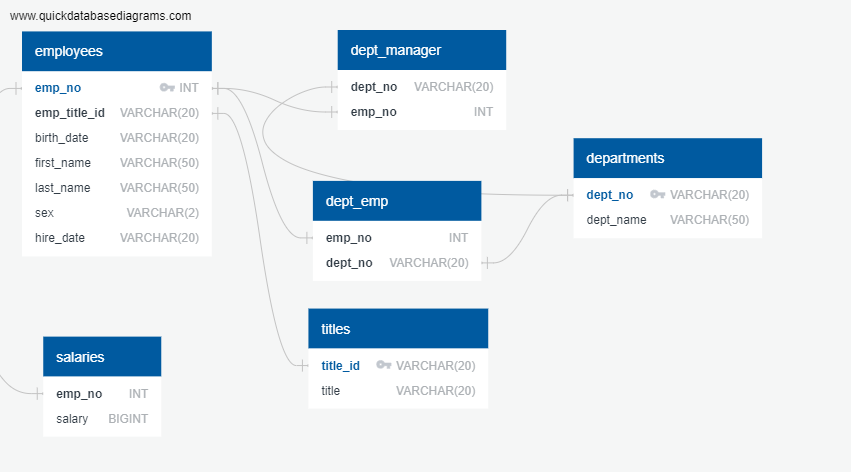 www.quickdatabasediagrams.com
employees
emp_no INT
emp_title_id VARCHAR(20)
birth_date VARCHAR(20)
first_name VARCHAR(50)
last_name VARCHAR(50)
sex VARCHAR(2)
hire_date VARCHAR(20)
dept_manager
dept_no VARCHAR(20)
emp_no INT
departments
dept_no VARCHAR(20)
dept_name VARCHAR(50)
dept_emp
emp_no INT
dept_no VARCHAR(20)
titles
title_id VARCHAR(20)
title VARCHAR(20)
salaries
emp_no INT
salary BIGINT